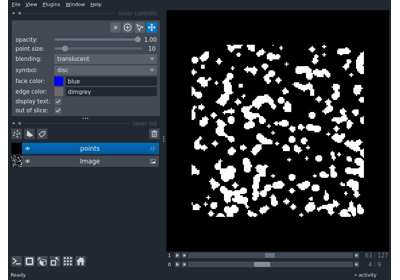 File View Plugins Window Help
layer controls
opacity: 1.00
point size: 10
blending: translucent
symbol: disc
face color: blue
edge color: dimgrey
display text:
out of slice:
layer list
points
Image
1 63 127
0 4 9
Ready activity